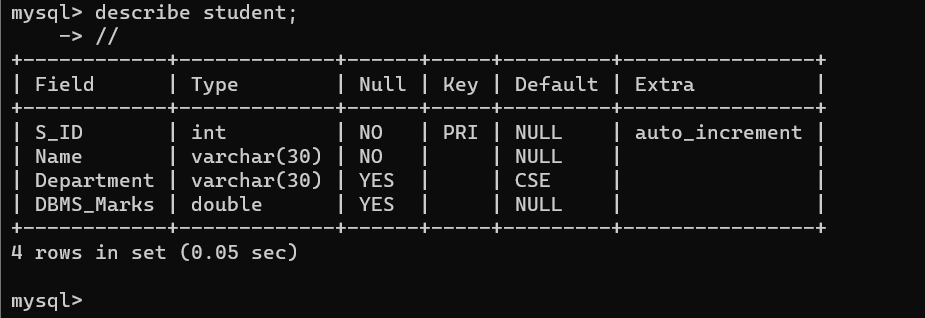 mysql> describe student;
    -> //
+------------+-------------+------+-----+---------+----------------+
| Field      | Type        | Null | Key | Default | Extra          |
+------------+-------------+------+-----+---------+----------------+
| S_ID       | int         | NO   | PRI | NULL    | auto_increment |
| Name       | varchar(30) | NO   |     | NULL    |                |
| Department | varchar(30) | YES  |     | CSE     |                |
| DBMS_Marks | double      | YES  |     | NULL    |                |
+------------+-------------+------+-----+---------+----------------+
4 rows in set (0.05 sec)
mysql>